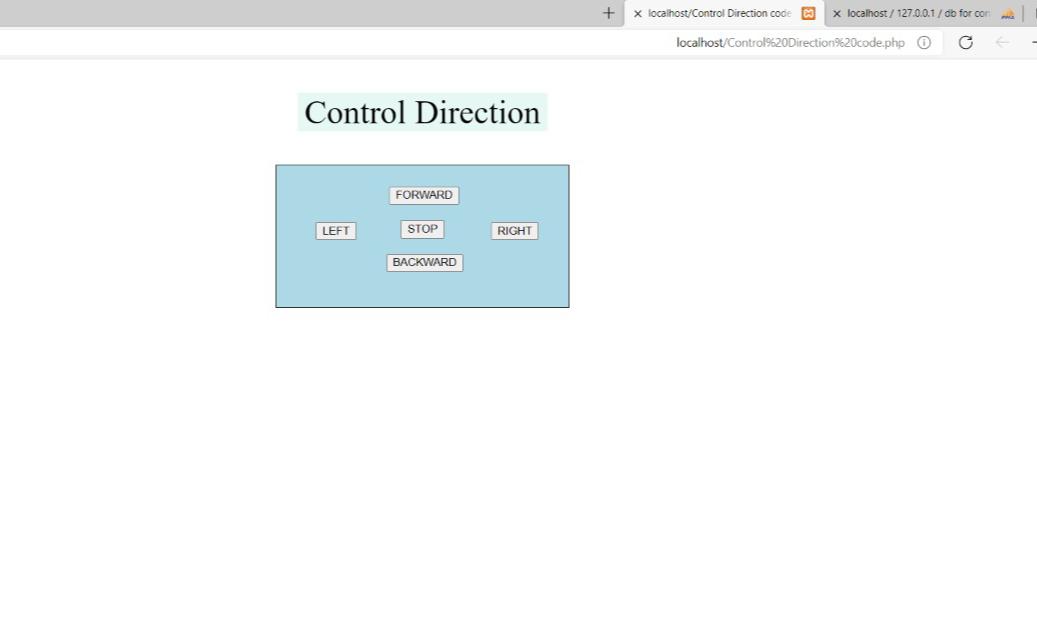 localhost/Control Direction code
localhost / 127.0.0.1 / db for con
localhost/Control%20Direction%20code.php
Control Direction
FORWARD
LEFT
STOP
RIGHT
BACKWARD